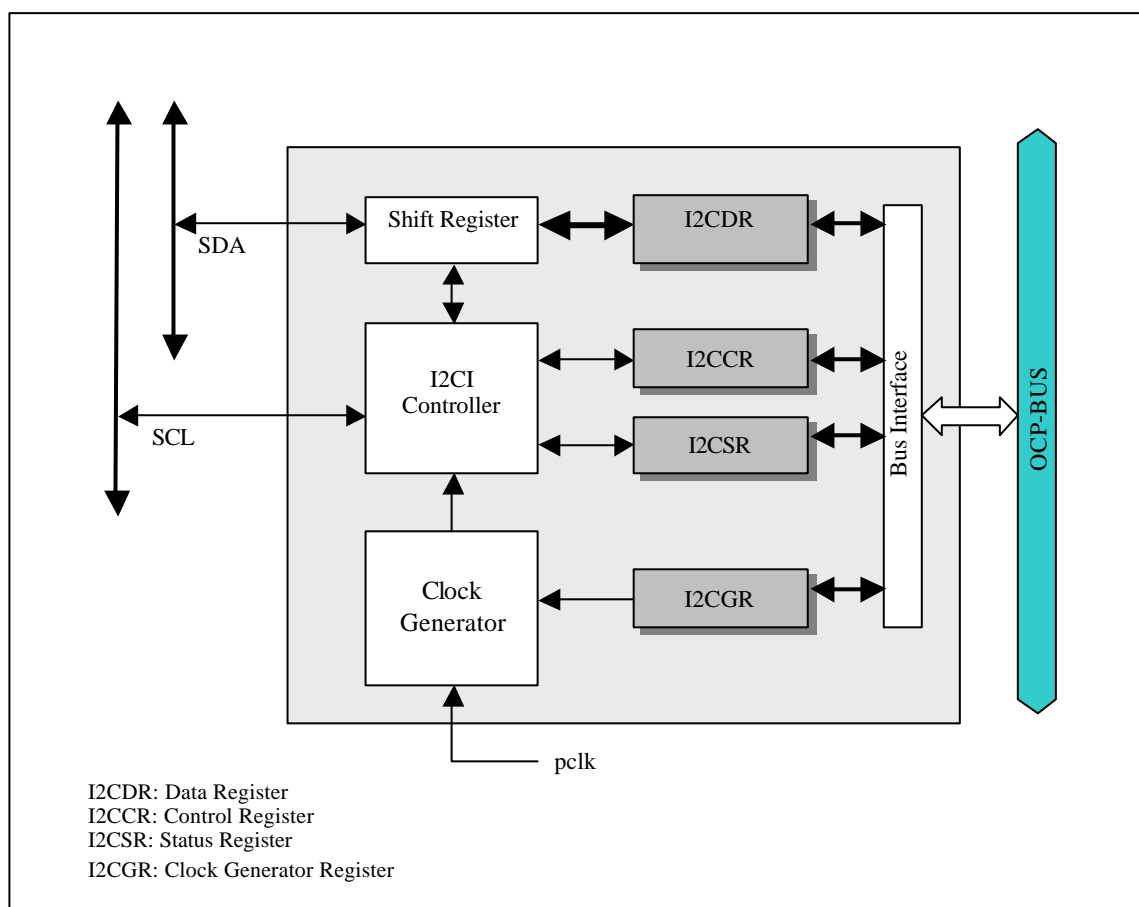 Shift Register
I2CDR
SDA
I2CI
Controller
I2CCR
SCL
I2CSR
Bus Interface
OCP-BUS
Clock
Generator
I2CGR
pclk
I2CDR: Data Register
I2CCR: Control Register
I2CSR: Status Register
I2CGR: Clock Generator Register